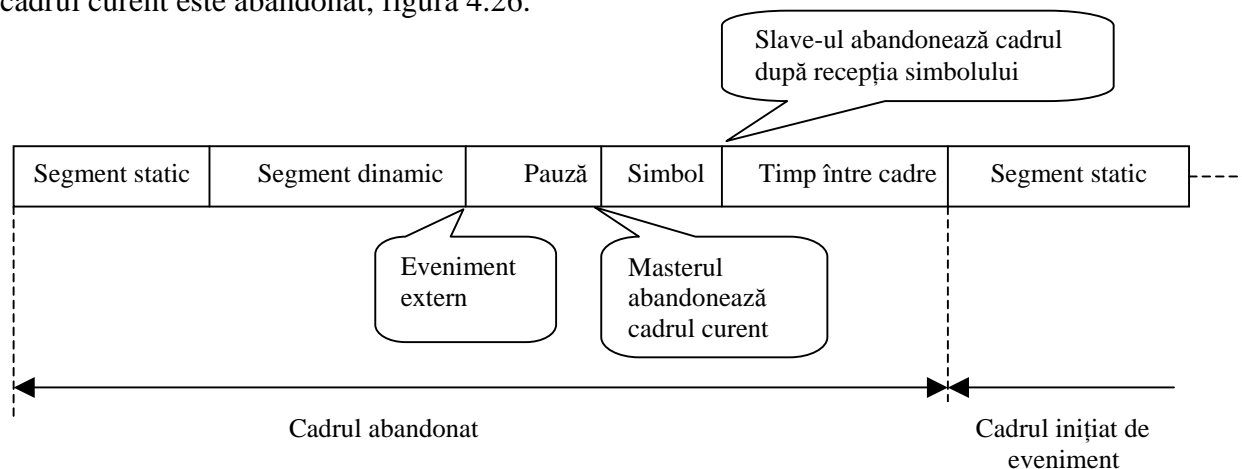 cadrul curent este abandonat, figura 4.26.
Slave-ul abandonează cadrul
după recepția simbolului
Segment static
Segment dinamic
Pauză
Simbol
Timp între cadre
Segment static
Eveniment
extern
Masterul
abandonează
cadrul curent
Cadrul abandonat
Cadrul inițiat de
eveniment